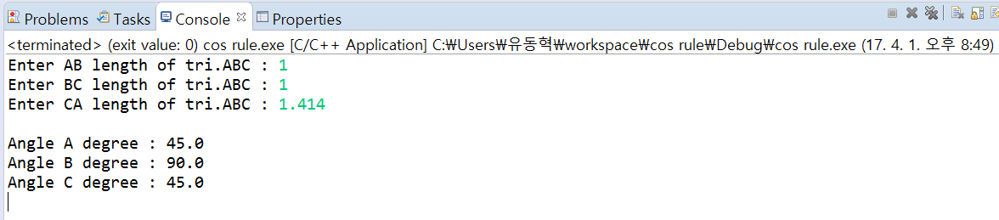 Problems Tasks Console Properties
<terminated> (exit value: 0) cos rule.exe [C/C++ Application] C:₩Users₩유동혁₩workspace₩cos rule₩Debug₩cos rule.exe (17. 4. 1. 오후 8:49)
Enter AB length of tri.ABC : 1
Enter BC length of tri.ABC : 1
Enter CA length of tri.ABC : 1.414
Angle A degree : 45.0
Angle B degree : 90.0
Angle C degree : 45.0